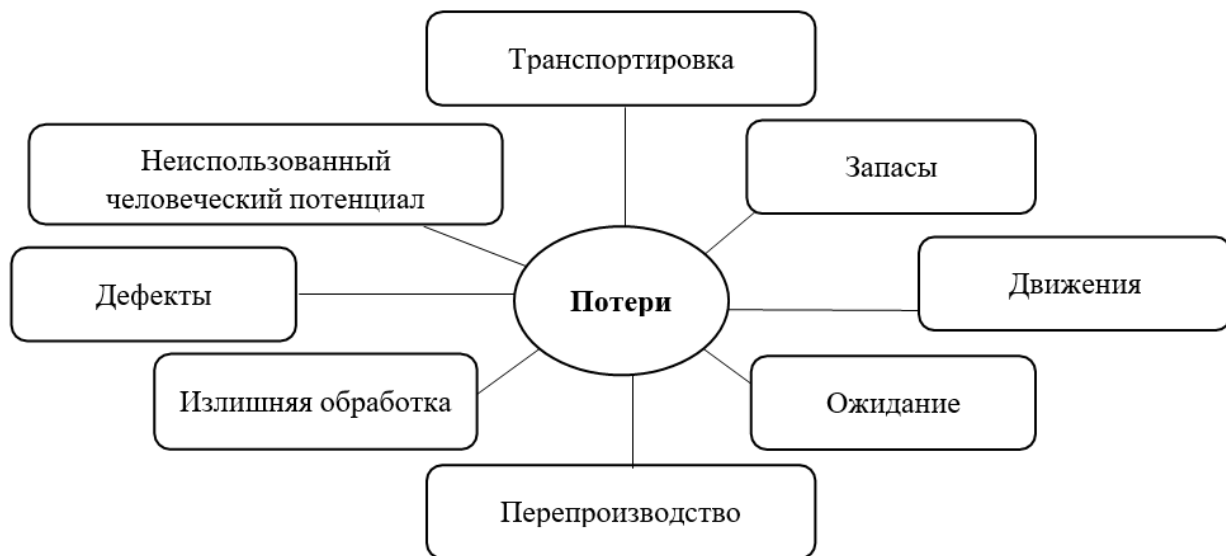 Транспортировка
Неиспользованный
человеческий потенциал
Запасы
Дефекты
Потери
Движения
Излишняя обработка
Ожидание
Перепроизводство